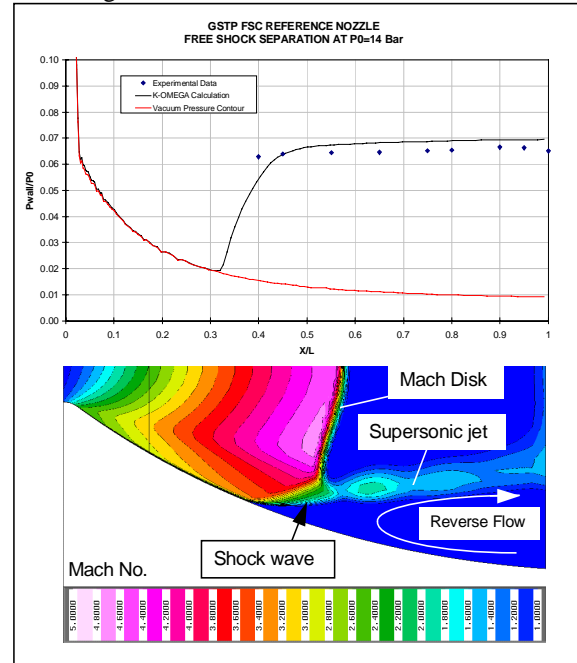 GSTP FSC REFERENCE NOZZLE
FREE SHOCK SEPARATION AT P0=14 Bar
0.10
0.09
0.08
0.07
0.06
0.05
0.04
0.03
0.02
0.01
0.00
Pwall/P0
Experimental Data
K-OMEGA Calculation
Vacuum Pressure Contour
0 0.1 0.2 0.3 0.4 0.5 0.6 0.7 0.8 0.9 1
X/L
Mach Disk
Supersonic jet
Reverse Flow
Shock wave
Mach No.
5.0000 4.8000 4.6000 4.4000 4.2000 4.0000 3.8000 3.6000 3.4000 3.2000 3.0000 2.8000 2.6000 2.4000 2.2000 2.0000 1.8000 1.6000 1.4000 1.2000 1.0000